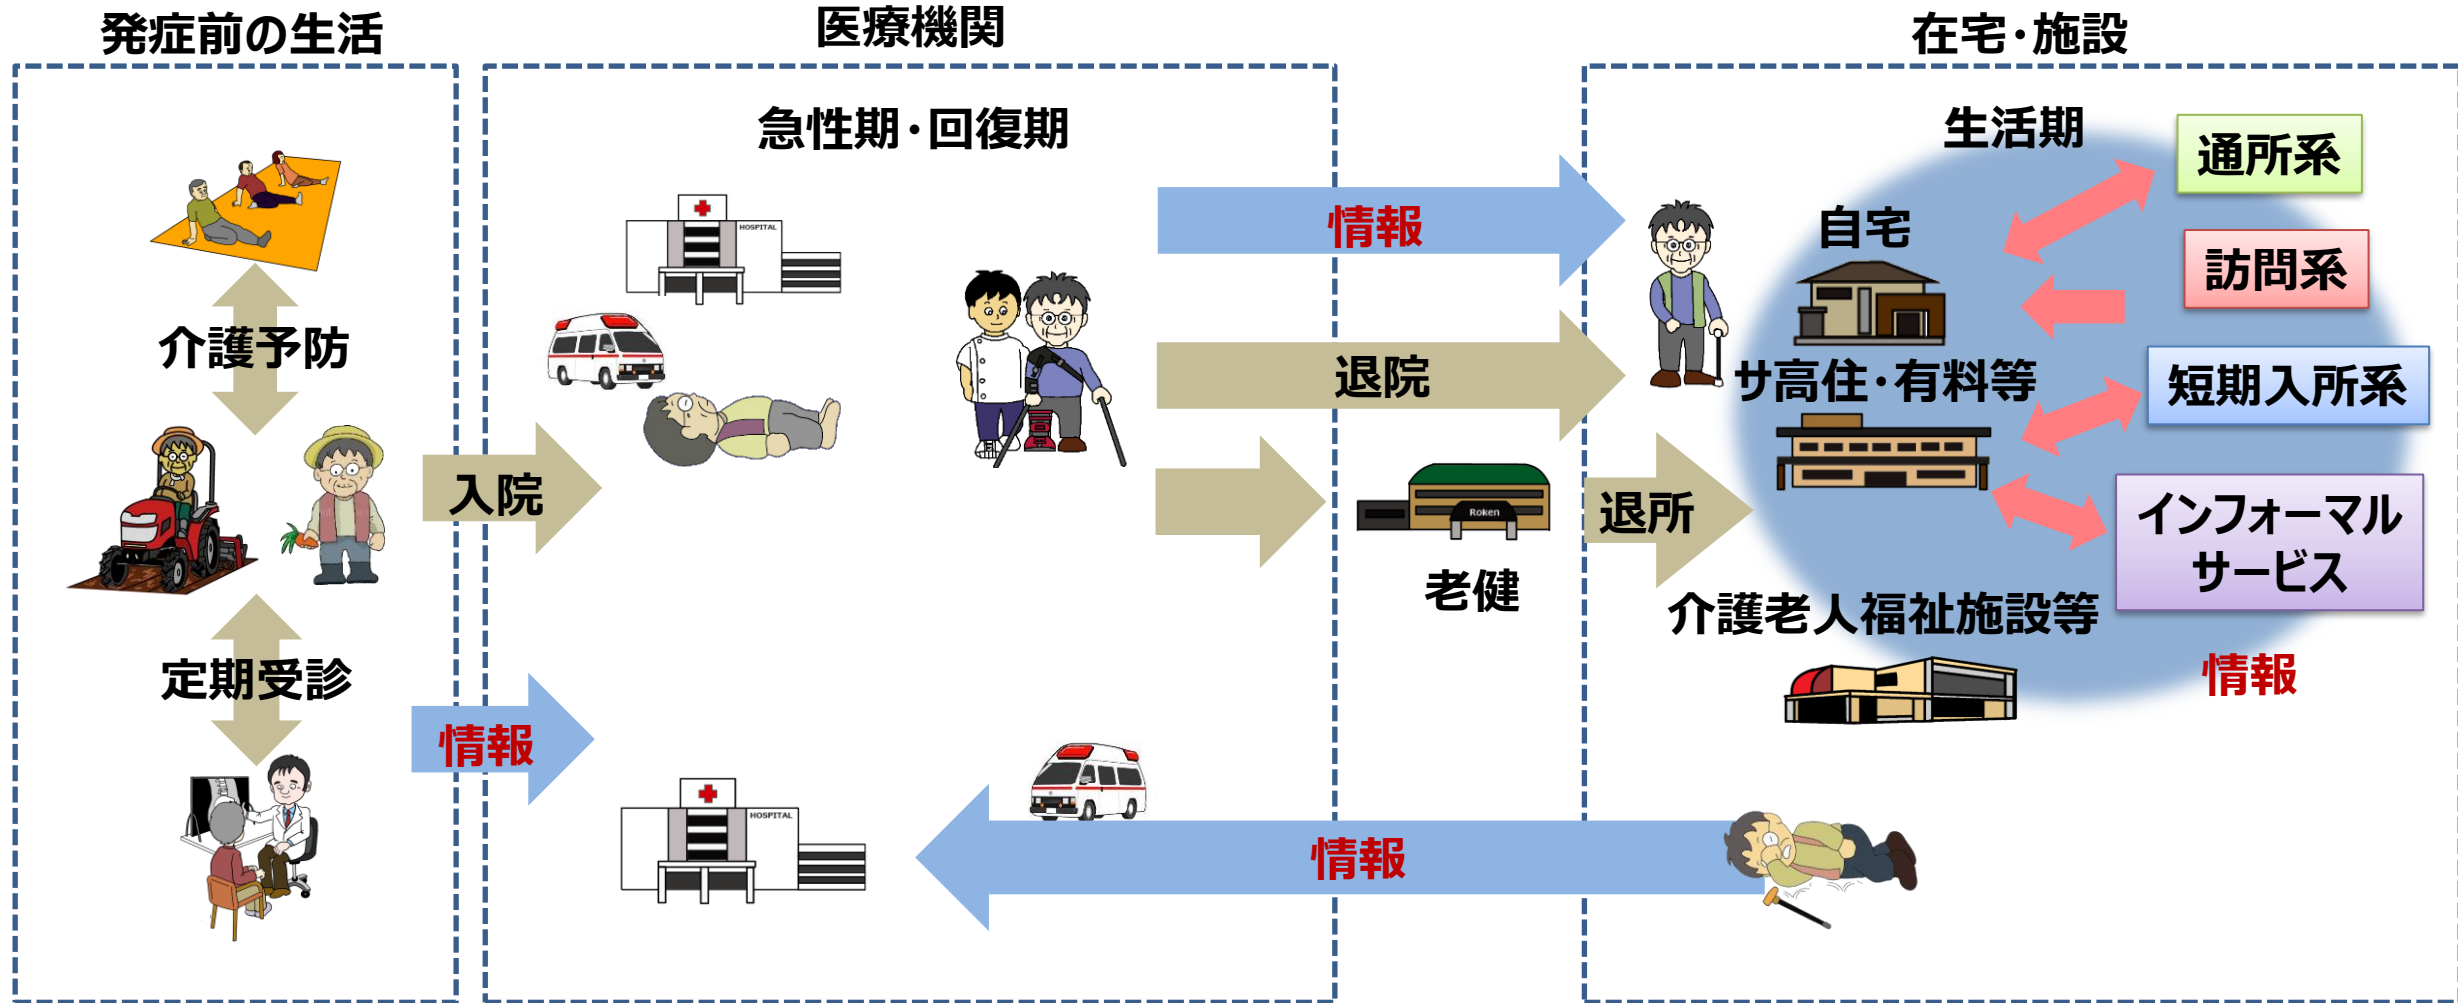 発症前の生活
介護予防
定期受診
入院
情報
医療機関
急性期・回復期
HOSPITAL
情報
退院
Roken
老健
退所
HOSPITAL
情報
在宅・施設
生活期
自宅
サ高住・有料等
介護老人福祉施設等
通所系
訪問系
短期入所系
インフォーマル
サービス
情報